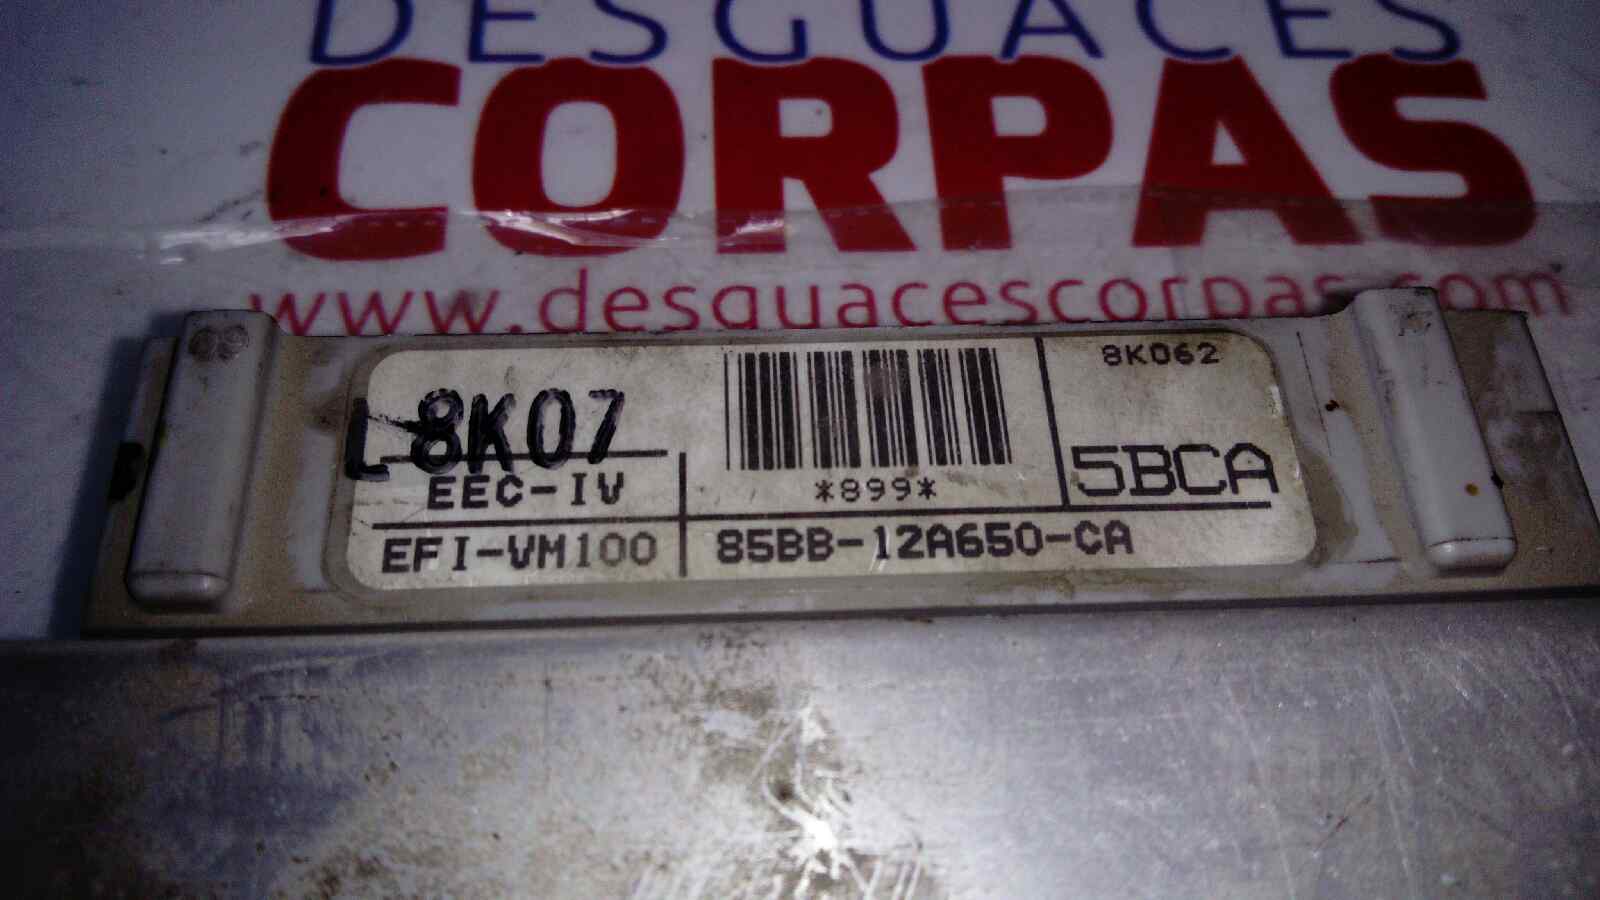 DESGUACES
CORPAS
www.desguacescorpas.com
L 8K07
EEC-IV
*899*
8K062
5BCA
EFI-VM100
85BB-12A650-CA